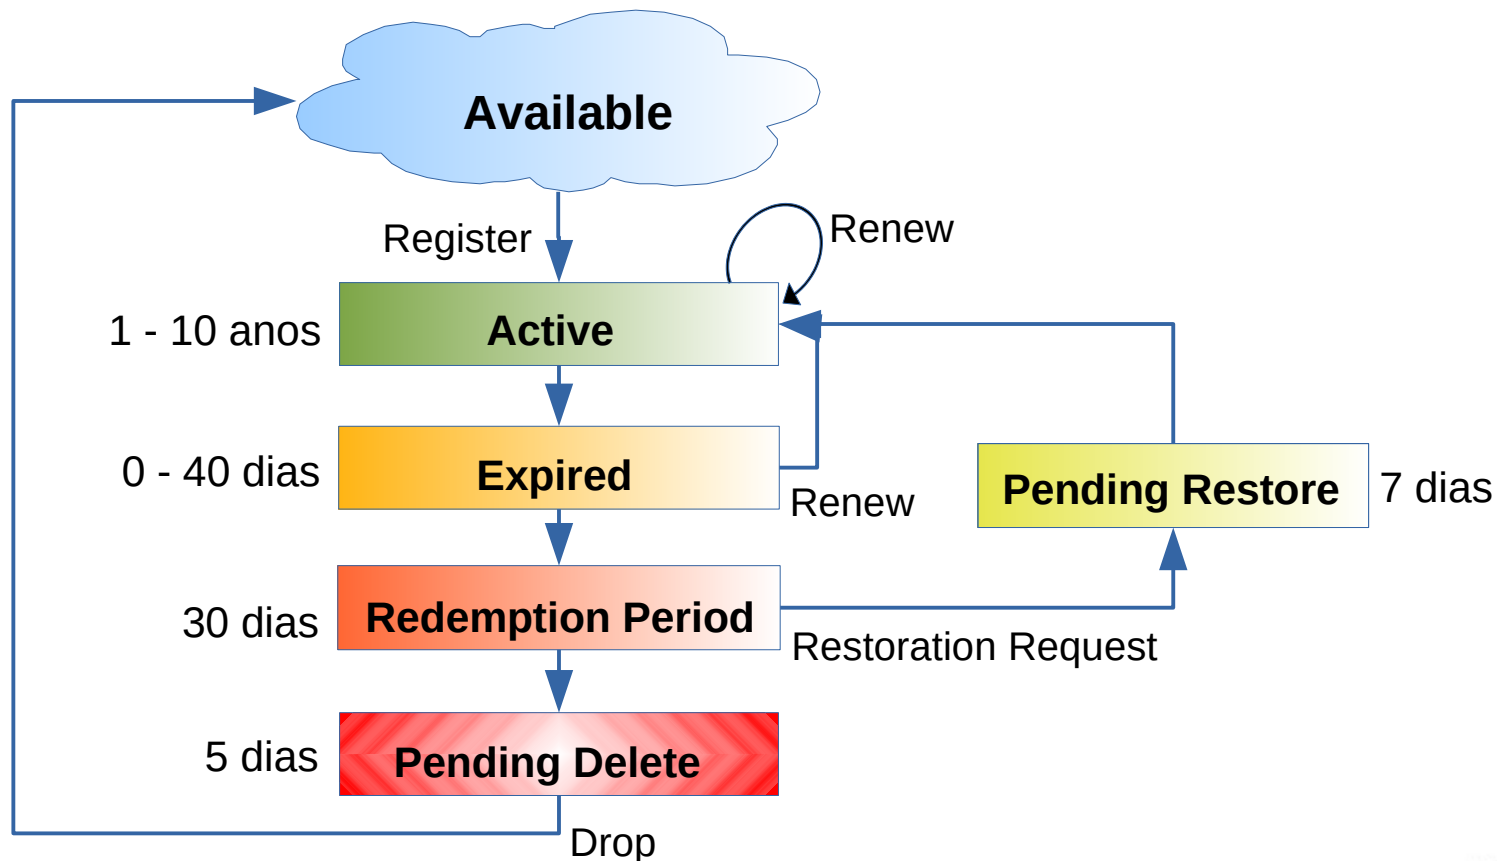 Available
Register
Renew
1 - 10 anos
Active
0 - 40 dias
Expired
Renew
Pending Restore
7 dias
30 dias
Redemption Period
Restoration Request
5 dias
Pending Delete
Drop